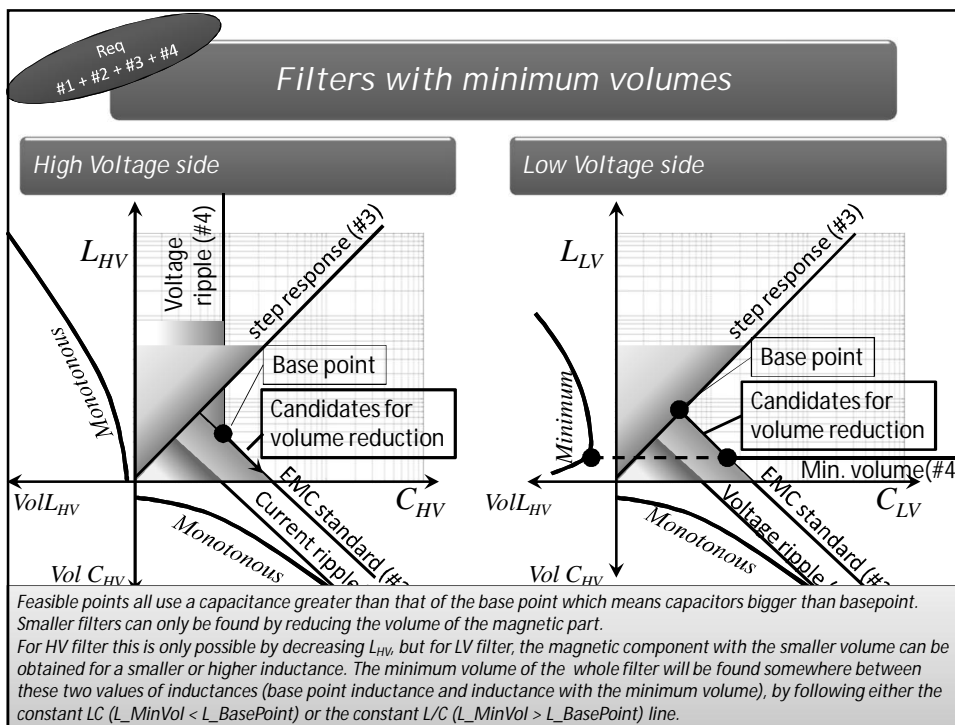 Req
#1 + #2 + #3 + #4
Filters with minimum volumes
High Voltage side
Low Voltage side
L_HV
Voltage
ripple (#4)
step response (#3)
Base point
Candidates for
volume reduction
Monotonous
VolL_HV
C_HV
EMC standard (#2
Current ripple
Monotonous
Vol C_HV
L_LV
step response (#3)
Base point
Candidates for
volume reduction
Minimum
Min. volume(#4
VolL_HV
C_LV
EMC standard (#2
Voltage ripple
Monotonous
Vol C_HV
Feasible points all use a capacitance greater than that of the base point which means capacitors bigger than basepoint.
Smaller filters can only be found by reducing the volume of the magnetic part.
For HV filter this is only possible by decreasing L_HV, but for LV filter, the magnetic component with the smaller volume can be
obtained for a smaller or higher inductance. The minimum volume of the whole filter will be found somewhere between
these two values of inductances (base point inductance and inductance with the minimum volume), by following either the
constant LC (L_MinVol < L_BasePoint) or the constant L/C (L_MinVol > L_BasePoint) line.